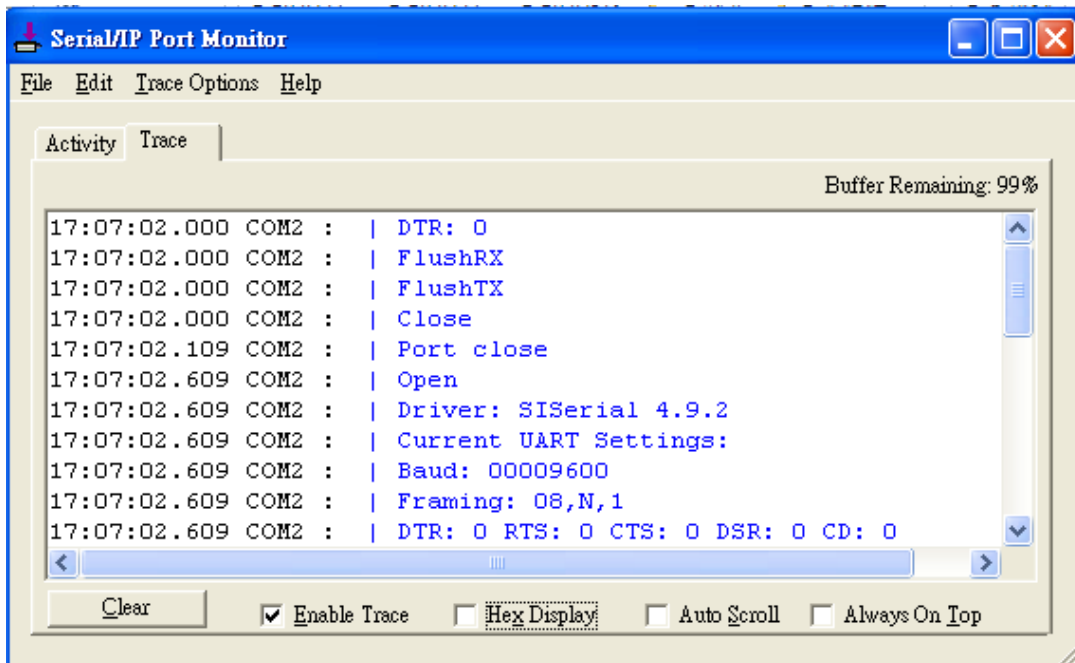 Serial/IP Port Monitor
File Edit Trace Options Help
Activity Trace
Buffer Remaining: 99%
17:07:02.000 COM2 : | DTR: 0
17:07:02.000 COM2 : | FlushRX
17:07:02.000 COM2 : | FlushTX
17:07:02.000 COM2 : | Close
17:07:02.109 COM2 : | Port close
17:07:02.609 COM2 : | Open
17:07:02.609 COM2 : | Driver: SISerial 4.9.2
17:07:02.609 COM2 : | Current UART Settings:
17:07:02.609 COM2 : | Baud: 00009600
17:07:02.609 COM2 : | Framing: 08,N,1
17:07:02.609 COM2 : | DTR: 0 RTS: 0 CTS: 0 DSR: 0 CD: 0
Clear Enable Trace Hex Display Auto Scroll Always On Top